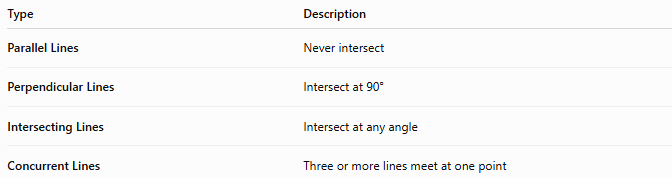 Type Description
Parallel Lines Never intersect
Perpendicular Lines Intersect at 90°
Intersecting Lines Intersect at any angle
Concurrent Lines Three or more lines meet at one point